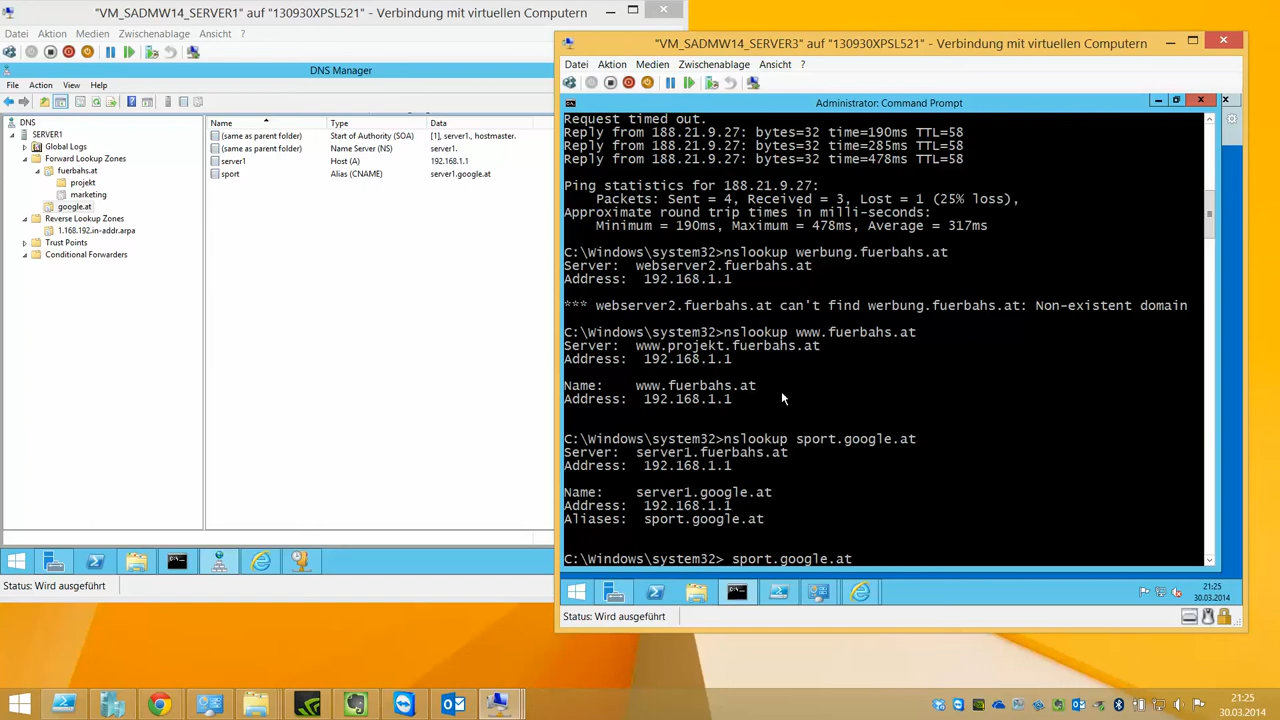 "VM_SADMW14_SERVER1" auf "130930XPSL521" - Verbindung mit virtuellen Computern
Datei Aktion Medien Zwischenablage Ansicht ?
DNS Manager
File Action View Help
DNS
SERVER1
Global Logs
Forward Lookup Zones
fuerbahs.at
projekt
marketing
google.at
Reverse Lookup Zones
1.168.192.in-addr.arpa
Trust Points
Conditional Forwarders
Name Type Data
(same as parent folder) Start of Authority (SOA) [1], server1., hostmaster.
(same as parent folder) Name Server (NS) server1.
server1 Host (A) 192.168.1.1
sport Alias (CNAME) server1.google.at
Status: Wird ausgeführt
"VM_SADMW14_SERVER3" auf "130930XPSL521" - Verbindung mit virtuellen Computern
Datei Aktion Medien Zwischenablage Ansicht ?
Administrator: Command Prompt
Request timed out.
Reply from 188.21.9.27: bytes=32 time=190ms TTL=58
Reply from 188.21.9.27: bytes=32 time=285ms TTL=58
Reply from 188.21.9.27: bytes=32 time=478ms TTL=58
Ping statistics for 188.21.9.27:
Packets: Sent = 4, Received = 3, Lost = 1 (25% loss),
Approximate round trip times in milli-seconds:
Minimum = 190ms, Maximum = 478ms, Average = 317ms
C:\Windows\system32>nslookup werbung.fuerbahs.at
Server: webserver2.fuerbahs.at
Address: 192.168.1.1
*** webserver2.fuerbahs.at can't find werbung.fuerbahs.at: Non-existent domain
C:\Windows\system32>nslookup www.fuerbahs.at
Server: www.projekt.fuerbahs.at
Address: 192.168.1.1
Name: www.fuerbahs.at
Address: 192.168.1.1
C:\Windows\system32>nslookup sport.google.at
Server: server1.fuerbahs.at
Address: 192.168.1.1
Name: server1.google.at
Address: 192.168.1.1
Aliases: sport.google.at
C:\Windows\system32> sport.google.at
21:25
30.03.2014
Status: Wird ausgeführt
21:25
30.03.2014